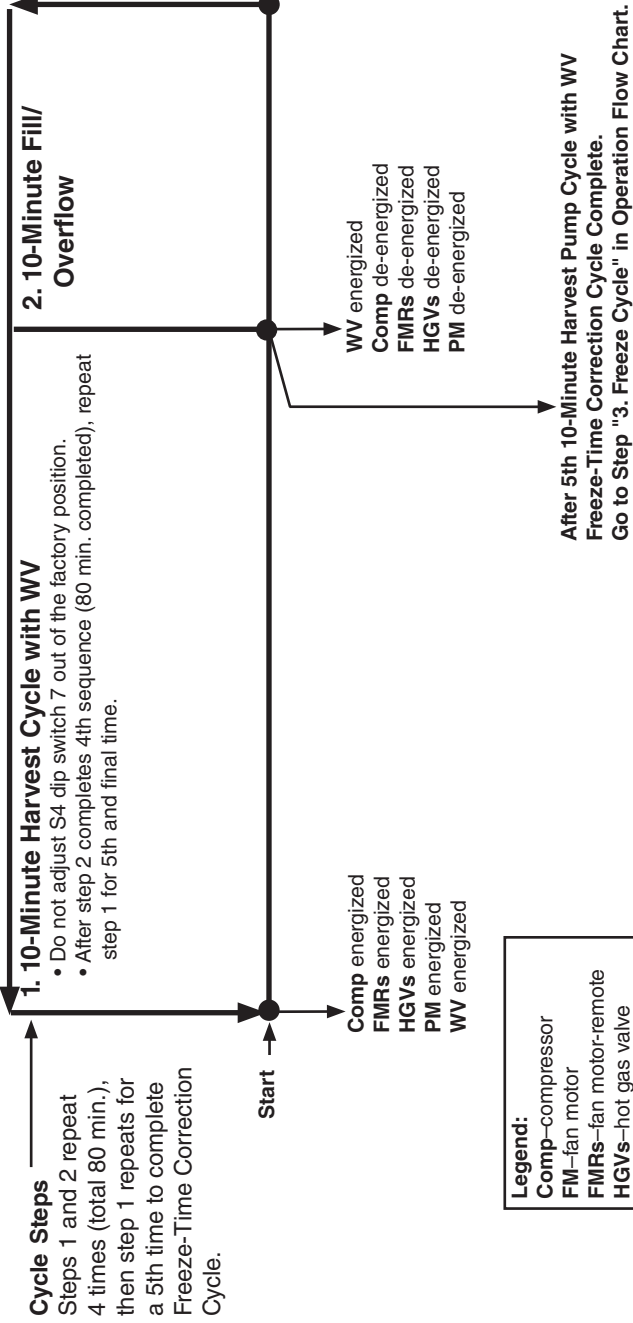 Cycle Steps
Steps 1 and 2 repeat
4 times (total 80 min.),
then step 1 repeats for
a 5th time to complete
Freeze-Time Correction
Cycle.
1. 10-Minute Harvest Cycle with WV
• Do not adjust S4 dip switch 7 out of the factory position.
• After step 2 completes 4th sequence (80 min. completed), repeat
step 1 for 5th and final time.
2. 10-Minute Fill/
Overflow
Start
Comp energized
FMRs energized
HGVs energized
PM energized
WV energized
WV energized
Comp de-energized
FMRs de-energized
HGVs de-energized
PM de-energized
After 5th 10-Minute Harvest Pump Cycle with WV
Freeze-Time Correction Cycle Complete.
Go to Step "3. Freeze Cycle" in Operation Flow Chart.
Legend:
Comp–compressor
FM–fan motor
FMRs–fan motor-remote
HGVs–hot gas valve